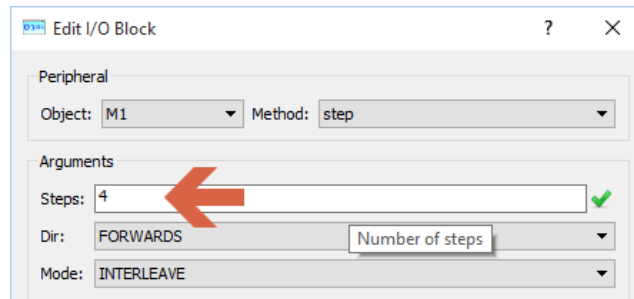 Edit I/O Block ?
Peripheral
Object: M1 Method: step
Arguments
Steps: 4
Dir: FORWARDS
Number of steps
Mode: INTERLEAVE